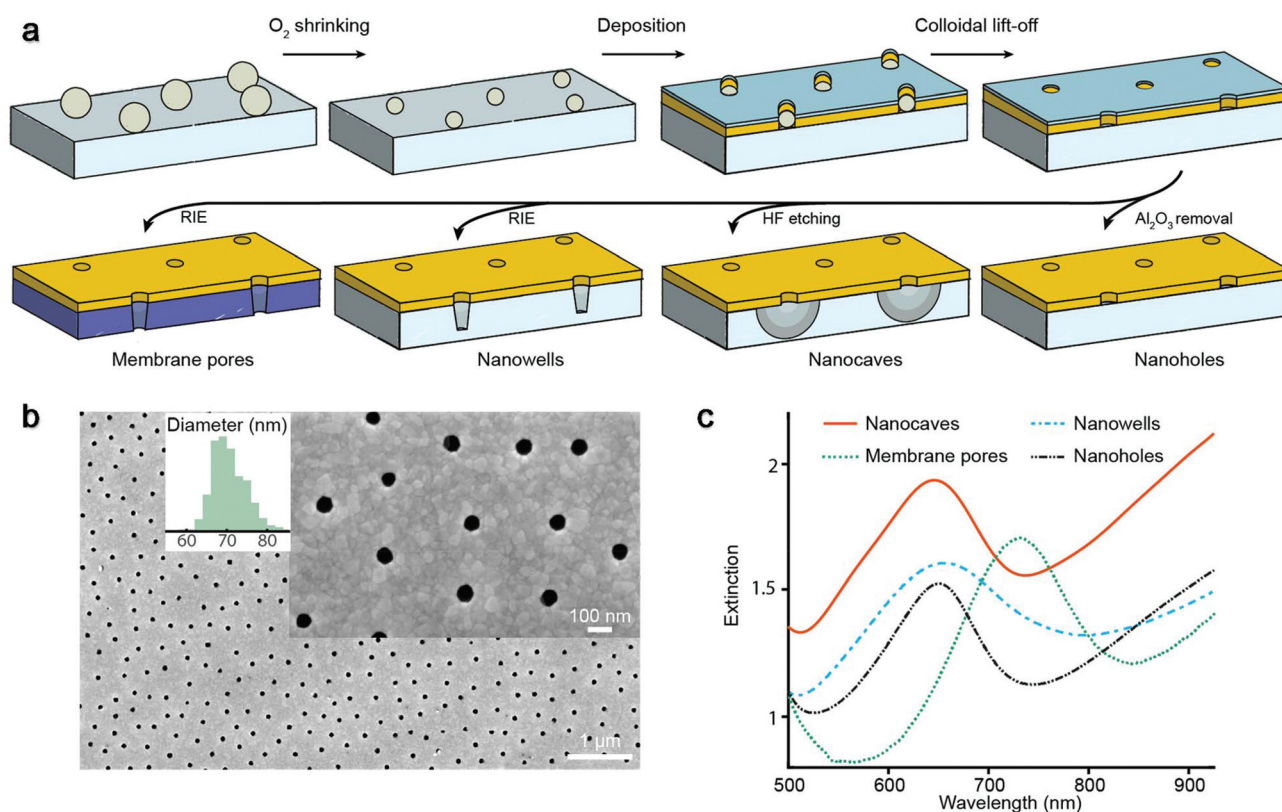 a
O₂ shrinking
Deposition
Colloidal lift-off
RIE
RIE
HF etching
Al₂O₃ removal
Membrane pores
Nanowells
Nanocaves
Nanoholes
b
Diameter (nm)
60 70 80
100 nm
1 μm
c
Nanocaves
Nanowells
Membrane pores
Nanoholes
Extinction
2
1.5
1
500 600 700 800 900
Wavelength (nm)